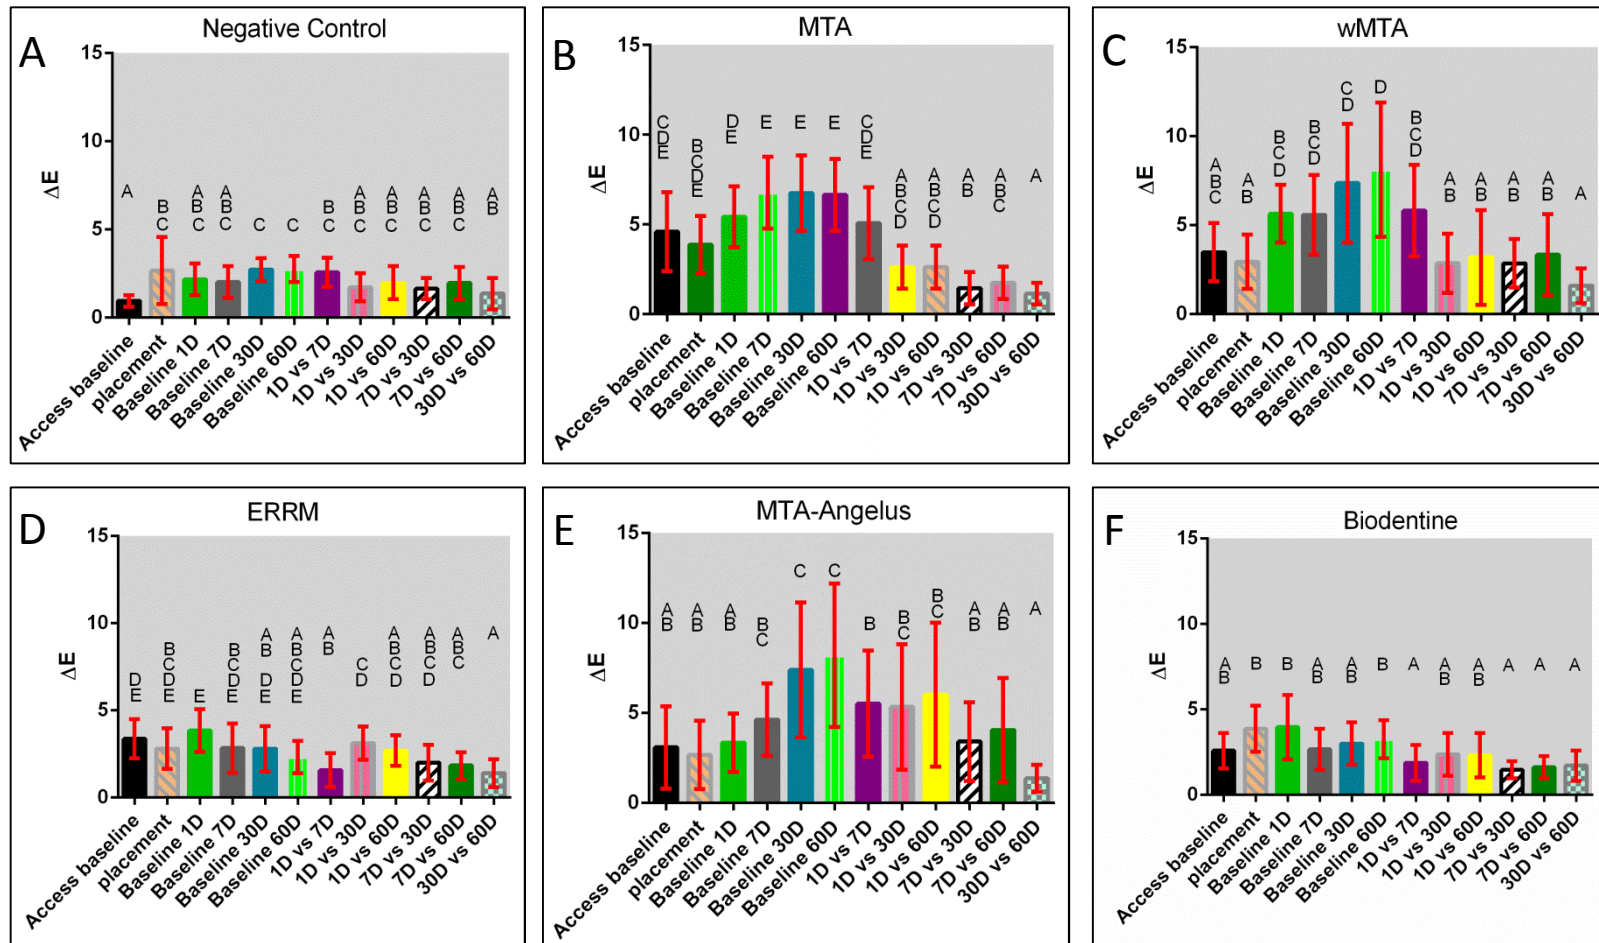 A
Negative Control
15
10
5
0
ΔE
A
B
C
A
B
C
A
B
C
C
C
B
C
A
B
C
A
B
C
A
B
C
A
B
C
A
B
Access baseline
placement
Baseline 1D
Baseline 7D
Baseline 30D
Baseline 60D
1D vs 7D
1D vs 30D
1D vs 60D
7D vs 30D
7D vs 60D
30D vs 60D
B
MTA
15
10
5
0
ΔE
C
D
E
B
C
D
E
D
E
E
E
E
C
D
E
A
B
C
D
A
B
C
D
A
B
A
B
C
A
Access baseline
placement
Baseline 1D
Baseline 7D
Baseline 30D
Baseline 60D
1D vs 7D
1D vs 30D
1D vs 60D
7D vs 30D
7D vs 60D
30D vs 60D
C
wMTA
15
10
5
0
ΔE
A
B
C
A
B
B
C
D
B
C
D
C
D
D
B
C
D
A
B
A
B
A
B
A
B
A
Access baseline
placement
Baseline 1D
Baseline 7D
Baseline 30D
Baseline 60D
1D vs 7D
1D vs 30D
1D vs 60D
7D vs 30D
7D vs 60D
30D vs 60D
D
ERRM
15
10
5
0
ΔE
D
E
B
C
D
E
E
B
C
D
E
A
B
D
E
A
B
C
D
E
A
B
C
D
A
B
C
D
A
B
C
D
A
B
C
A
Access baseline
placement
Baseline 1D
Baseline 7D
Baseline 30D
Baseline 60D
1D vs 7D
1D vs 30D
1D vs 60D
7D vs 30D
7D vs 60D
30D vs 60D
E
MTA-Angelus
15
10
5
0
ΔE
A
B
A
B
A
B
B
C
C
C
B
B
C
B
C
A
B
A
B
A
Access baseline
placement
Baseline 1D
Baseline 7D
Baseline 30D
Baseline 60D
1D vs 7D
1D vs 30D
1D vs 60D
7D vs 30D
7D vs 60D
30D vs 60D
F
Biodentine
15
10
5
0
ΔE
A
B
B
B
A
B
A
B
B
A
A
B
A
B
A
A
A
Access baseline
placement
Baseline 1D
Baseline 7D
Baseline 30D
Baseline 60D
1D vs 7D
1D vs 30D
1D vs 60D
7D vs 30D
7D vs 60D
30D vs 60D